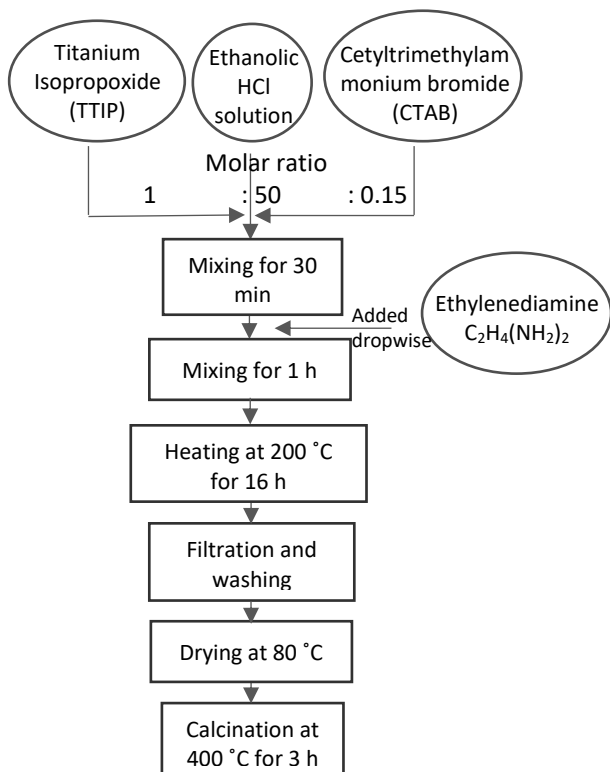 Titanium
Isopropoxide
(TTIP)
Ethanolic
HCl
solution
Cetyltrimethylam
monium bromide
(CTAB)
Molar ratio
1 : 50 : 0.15
Mixing for 30
min
Added
dropwise
Ethylenediamine
C₂H₄(NH₂)₂
Mixing for 1 h
Heating at 200 ˚C
for 16 h
Filtration and
washing
Drying at 80 ˚C
Calcination at
400 ˚C for 3 h